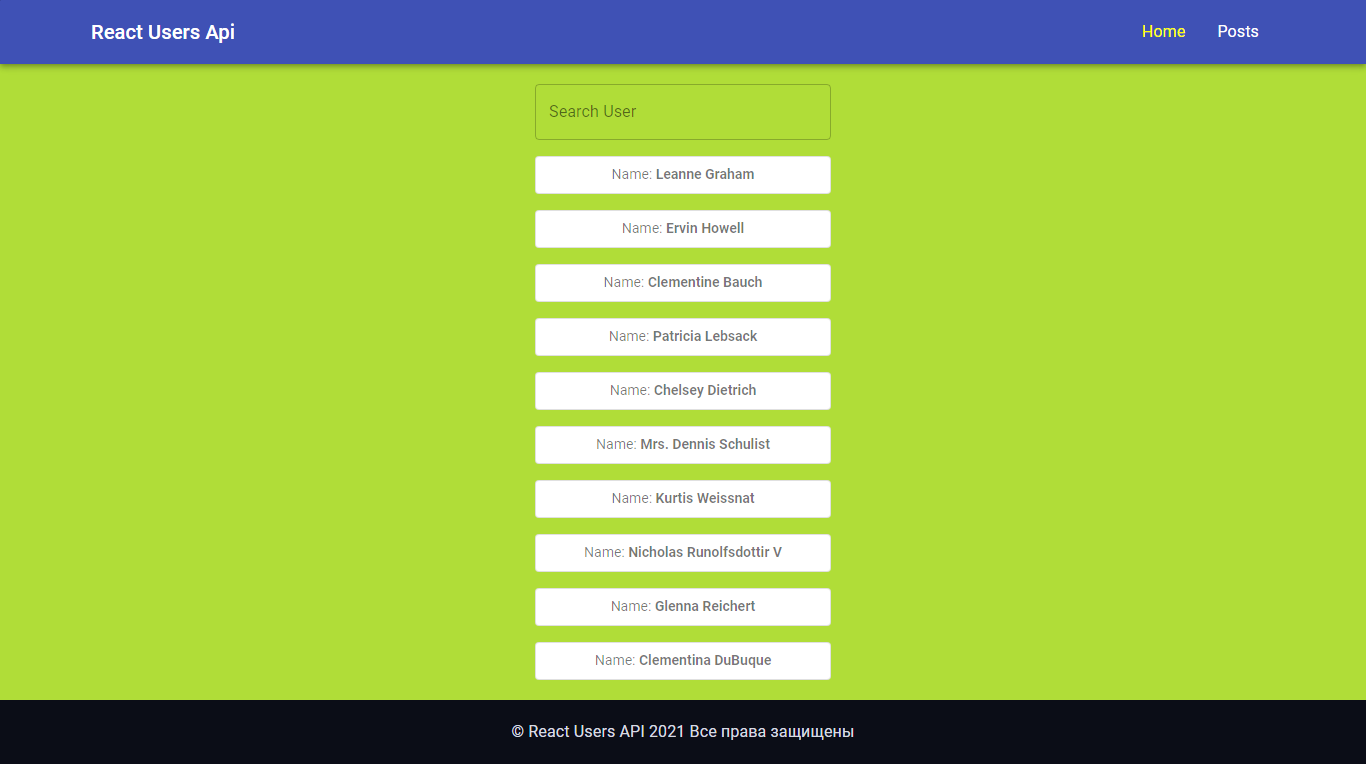 React Users Api
Home
Posts
Search User
Name: Leanne Graham
Name: Ervin Howell
Name: Clementine Bauch
Name: Patricia Lebsack
Name: Chelsey Dietrich
Name: Mrs. Dennis Schulist
Name: Kurtis Weissnat
Name: Nicholas Runolfsdottir V
Name: Glenna Reichert
Name: Clementina DuBuque
© React Users API 2021 Все права защищены